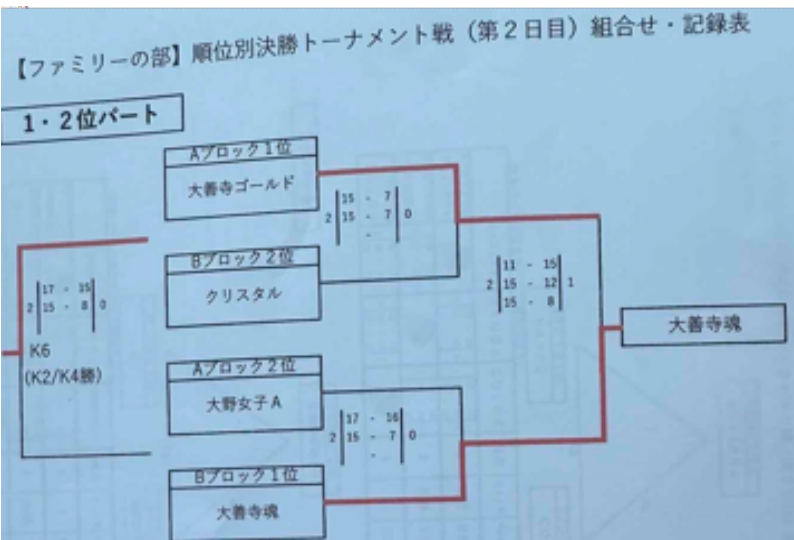 【ファミリーの部】順位別決勝トーナメント戦（第２日目）組合せ・記録表
１・２位パート
Aブロック１位
大善寺ゴールド
15 - 7
2 15 - 7 0
-
Bブロック２位
クリスタル
17 - 15
2 15 - 8 0
K6
(K2/K4勝)
11 - 15
2 15 - 12 1
15 - 8
大善寺魂
Aブロック２位
大野女子Ａ
17 - 16
2 15 - 7 0
-
Bブロック１位
大善寺魂